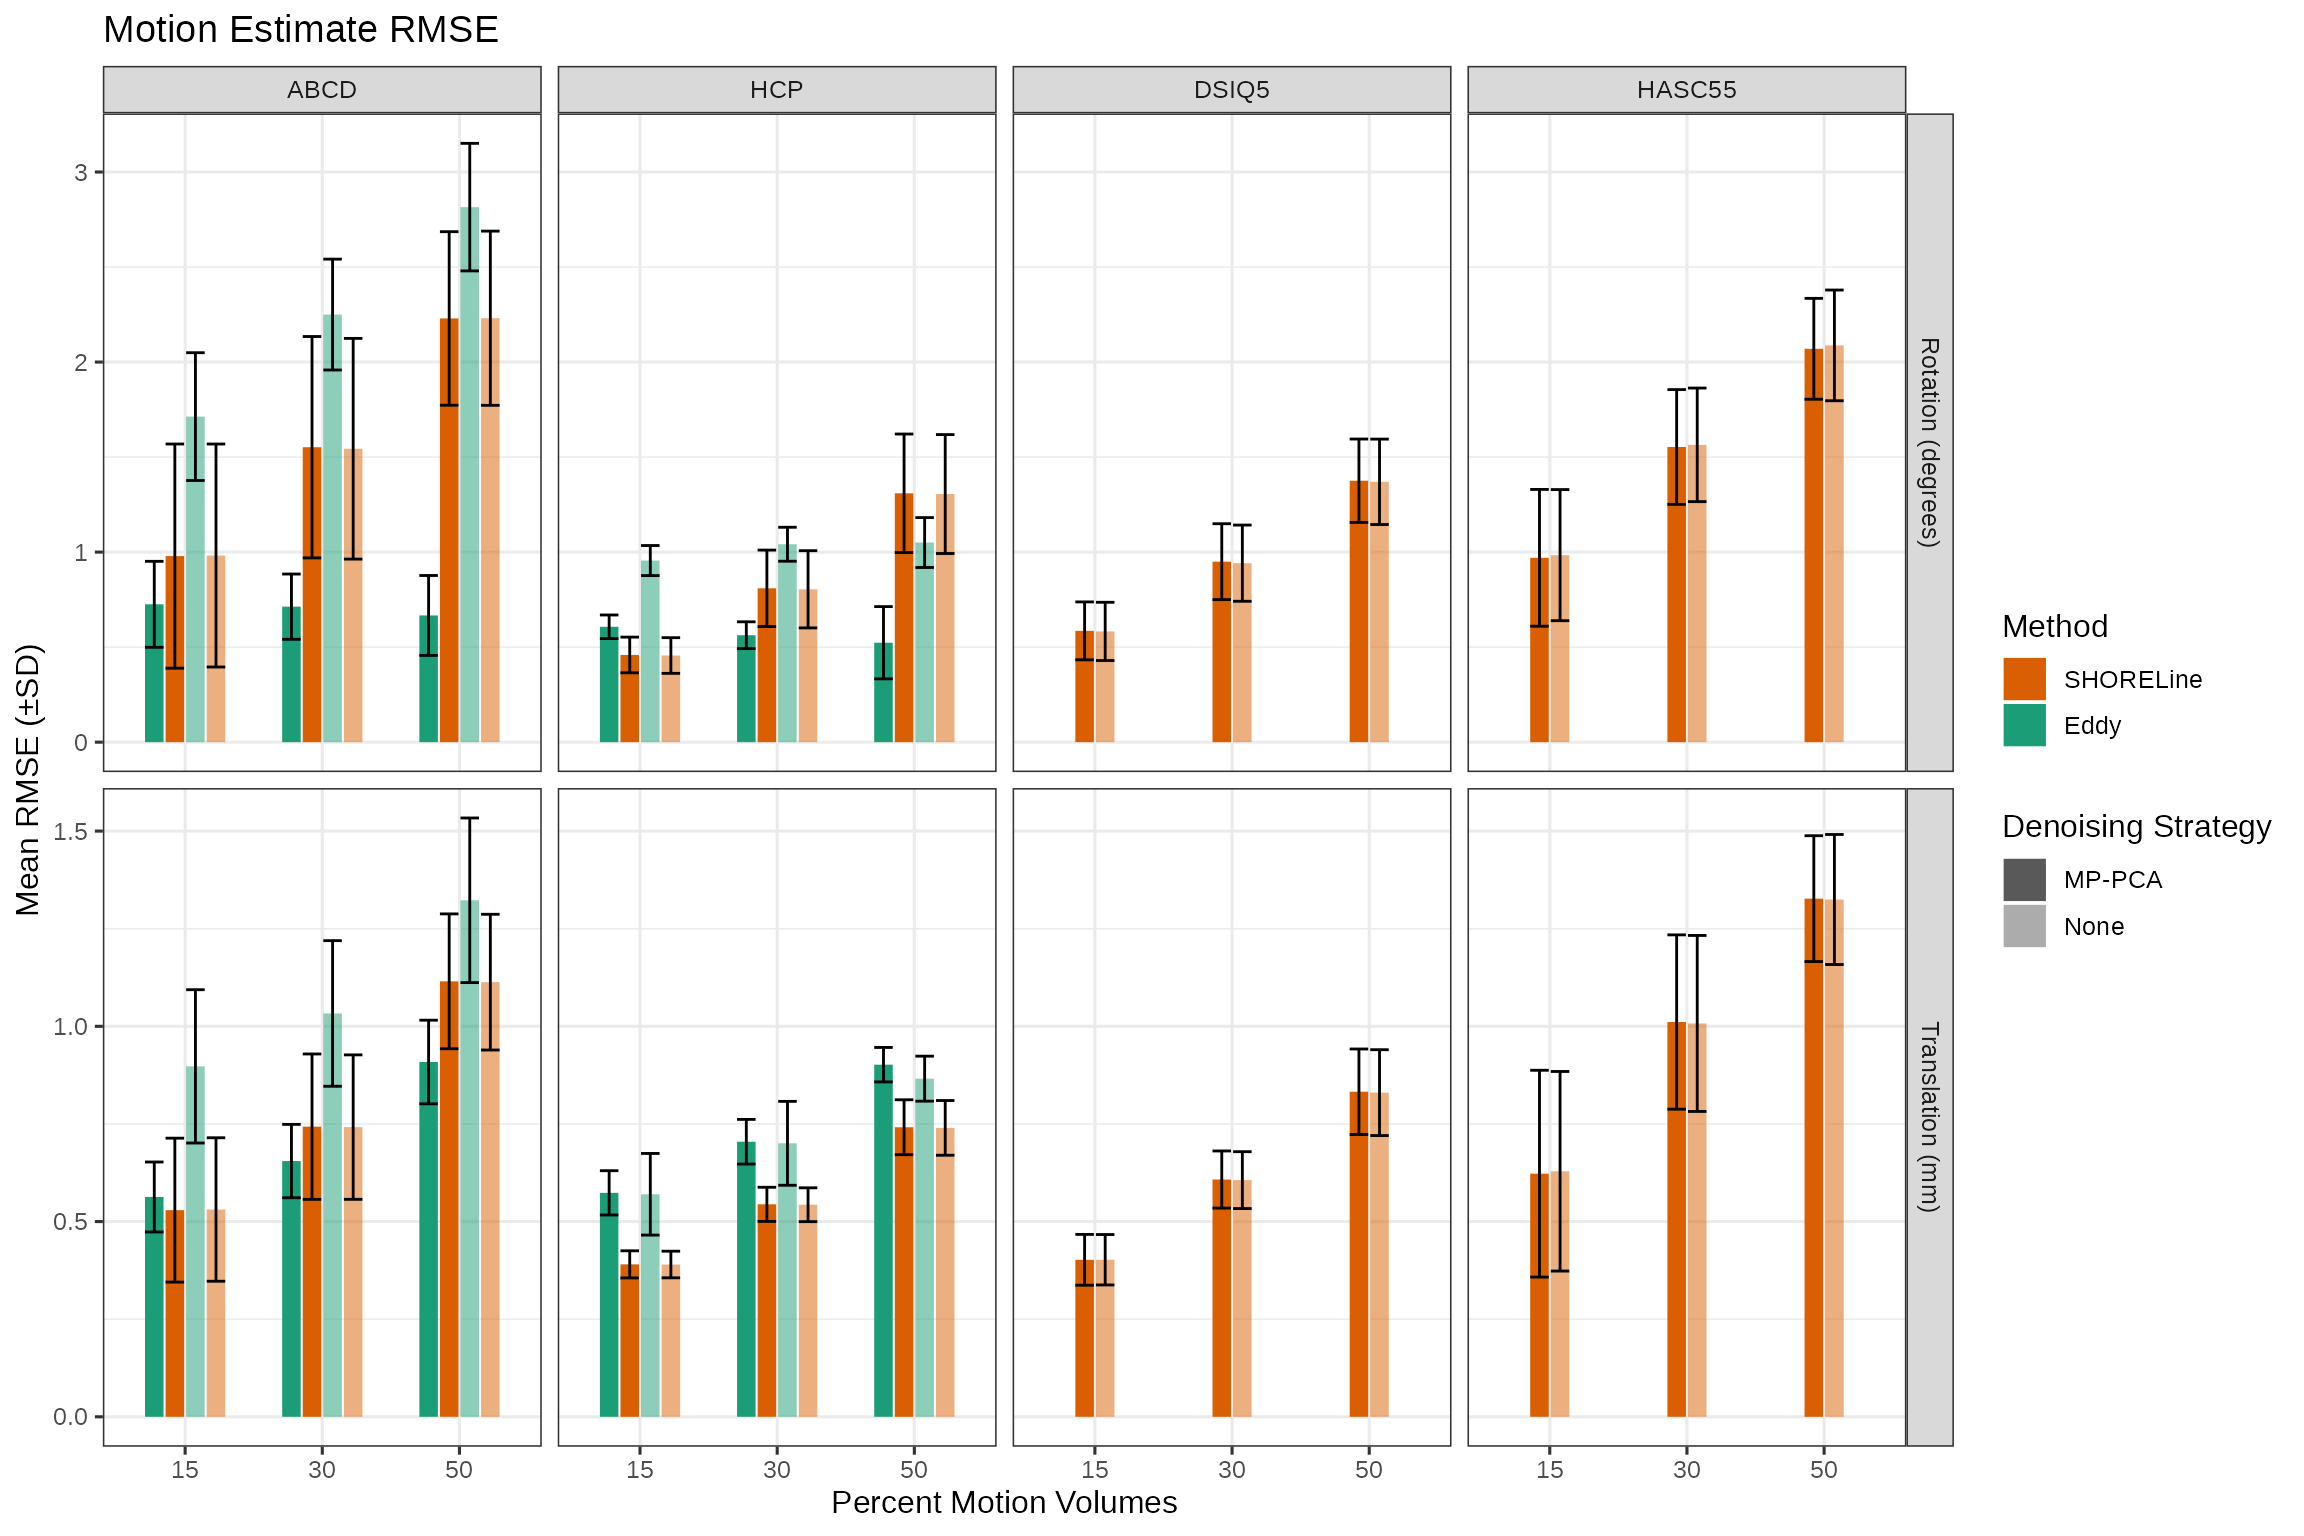 Motion Estimate RMSE
ABCD
HCP
DSIQ5
HASC55
3
2
1
0
Rotation (degrees)
1.5
1.0
0.5
0.0
Translation (mm)
Mean RMSE (±SD)
15
30
50
15
30
50
15
30
50
15
30
50
Percent Motion Volumes
Method
SHORELine
Eddy
Denoising Strategy
MP-PCA
None